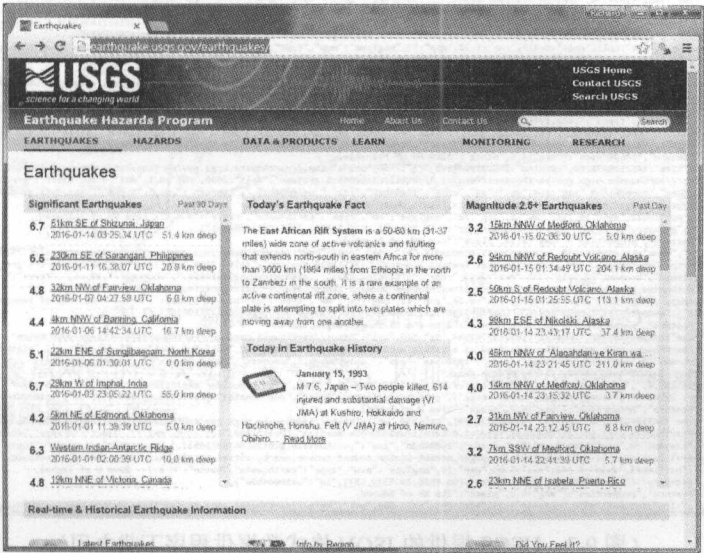 Earthquakes
earthquake.usgs.gov/earthquakes/
USGS
science for a changing world
USGS Home
Contact USGS
Search USGS
Earthquake Hazards Program
Home About Us Contact Us Search
EARTHQUAKES HAZARDS DATA & PRODUCTS LEARN MONITORING RESEARCH
Earthquakes
Significant Earthquakes Past 30 Days
6.7 51km SE of Shizunai, Japan
2016-01-14 03:25:34 UTC 51.4 km deep
6.5 230km SE of Sarangani, Philippines
2016-01-11 16:38:07 UTC
4.8 32km NW of Fairview, Oklahoma
2016-01-07 04:27:58 UTC
4.4 4km NNW of Banning, California
2016-01-06 14:42:34 UTC 16.7 km deep
5.1 22km ENE of Sungjibaegam, North Korea
2016-01-06 01:30:01 UTC 0.0 km deep
6.7 29km W of Imphal, India
2016-01-03 23:05:22 UTC 55.0 km deep
4.2 5km NE of Edmond, Oklahoma
2016-01-01 11:39:39 UTC 5.0 km deep
6.3 Western Indian-Antarctic Ridge
2016-01-01 02:00:39 UTC 10.0 km deep
4.8 19km NNE of Victoria, Canada
Today's Earthquake Fact
The East African Rift System is a 50-60 km (31-37
miles) wide zone of active volcanics and faulting
that extends north-south in eastern Africa for more
than 3000 km (1864 miles) from Ethiopia in the north
to Zambezi in the south. It is a rare example of an
active continental rift zone, where a continental
plate is attempting to split into two plates which are
moving away from one another.
Today in Earthquake History
January 15, 1993
M 7.6, Japan – Two people killed, 614
injured and substantial damage (VI
JMA) at Kushiro, Hokkaido and
Hachinohe, Honshu. Felt (V JMA) at Hiroo, Nemuro,
Obihiro, ... Read More
Magnitude 2.5+ Earthquakes Past Day
3.2 15km NNW of Medford, Oklahoma
2016-01-15 02:06:30 UTC 5.0 km deep
2.6 94km NNW of Redoubt Volcano, Alaska
2016-01-15 01:34:49 UTC 204.1 km deep
2.5 50km S of Redoubt Volcano, Alaska
2016-01-15 01:25:55 UTC 113.1 km deep
4.3 98km ESE of Nikolski, Alaska
2016-01-14 23:43:17 UTC 37.4 km deep
4.0 45km NNW of `Alaqahdari-ye Kiran wa...
2016-01-14 23:21:45 UTC 211.0 km deep
4.0 14km NNW of Medford, Oklahoma
2016-01-14 23:15:32 UTC 3.7 km deep
2.7 31km NW of Fairview, Oklahoma
2016-01-14 23:12:45 UTC 8.8 km deep
3.2 7km SSW of Medford, Oklahoma
2016-01-14 22:41:39 UTC 5.7 km deep
2.5 23km NNE of Isabela, Puerto Rico
Real-time & Historical Earthquake Information
Latest Earthquakes Info by Region Did You Feel it?